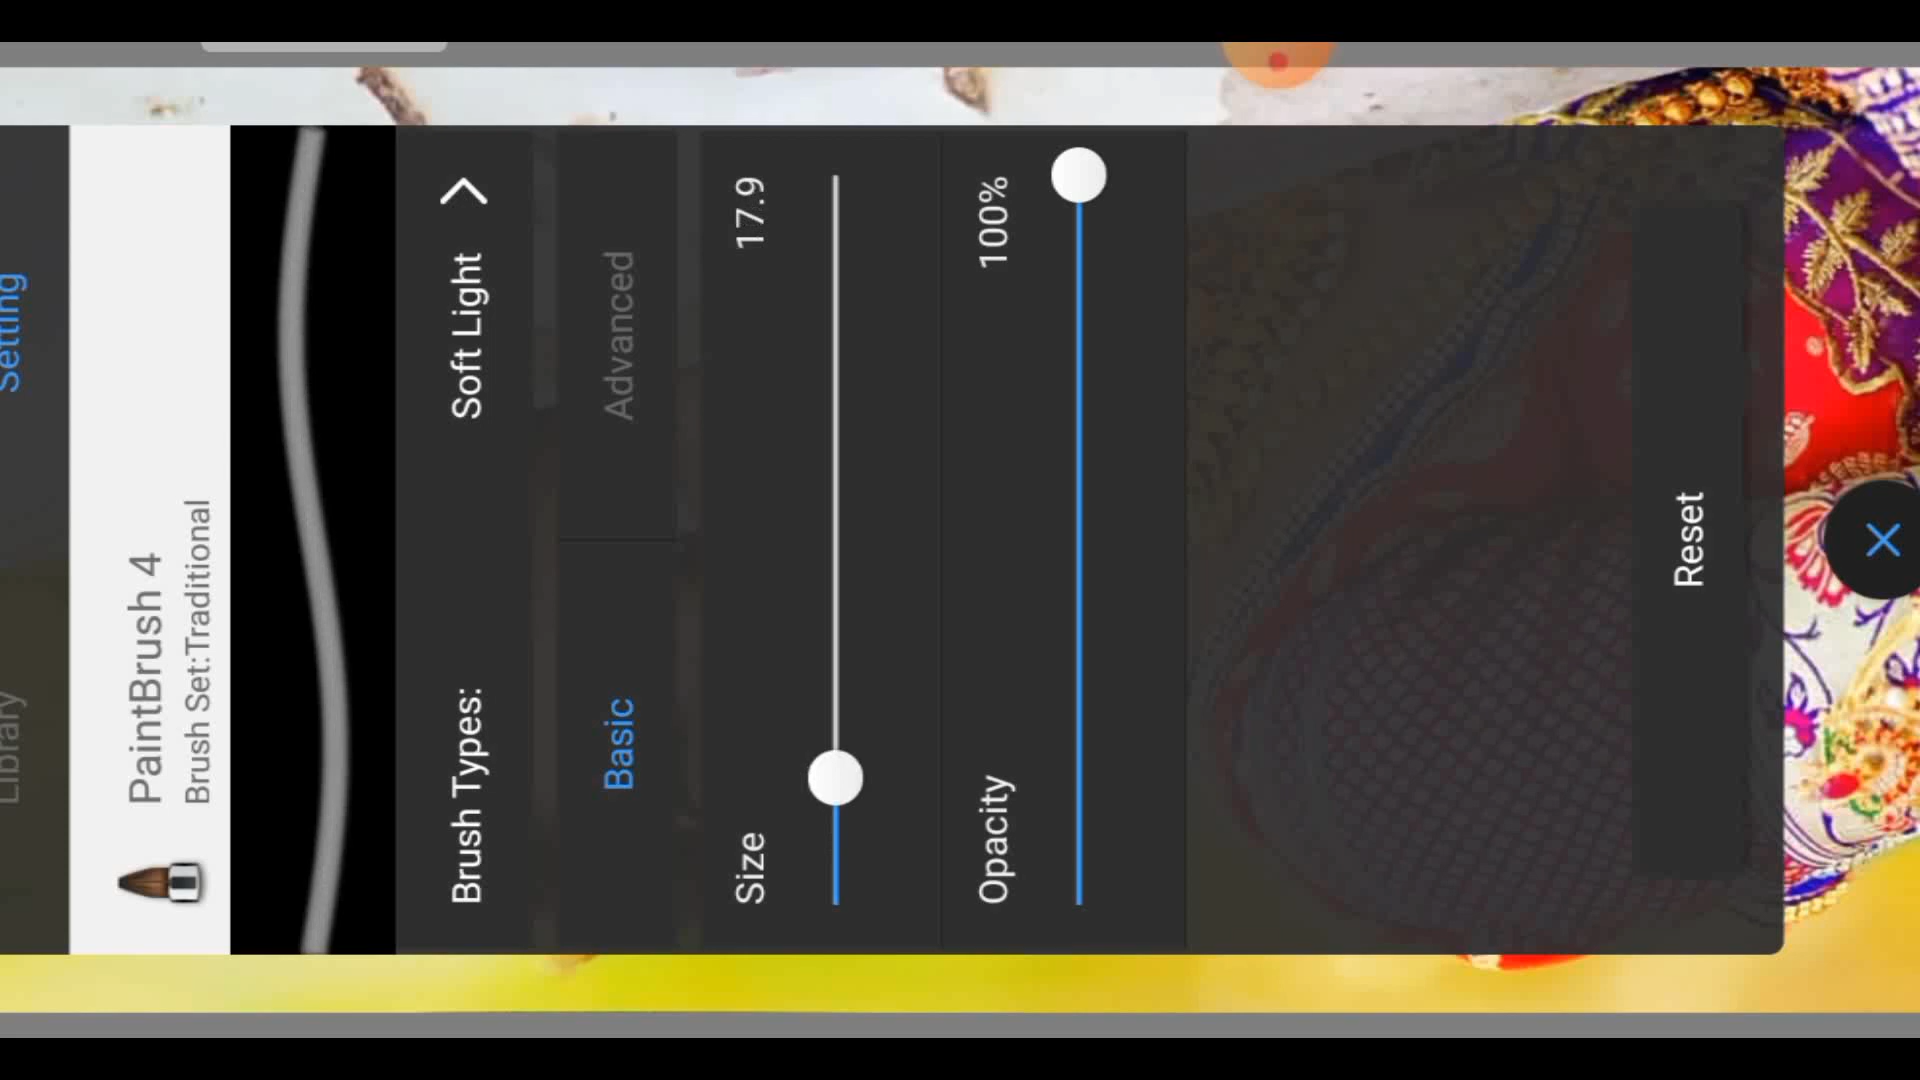 Library
Setting
PaintBrush 4
Brush Set:Traditional
Brush Types:
Soft Light
Basic
Advanced
Size
17.9
Opacity
100%
Reset